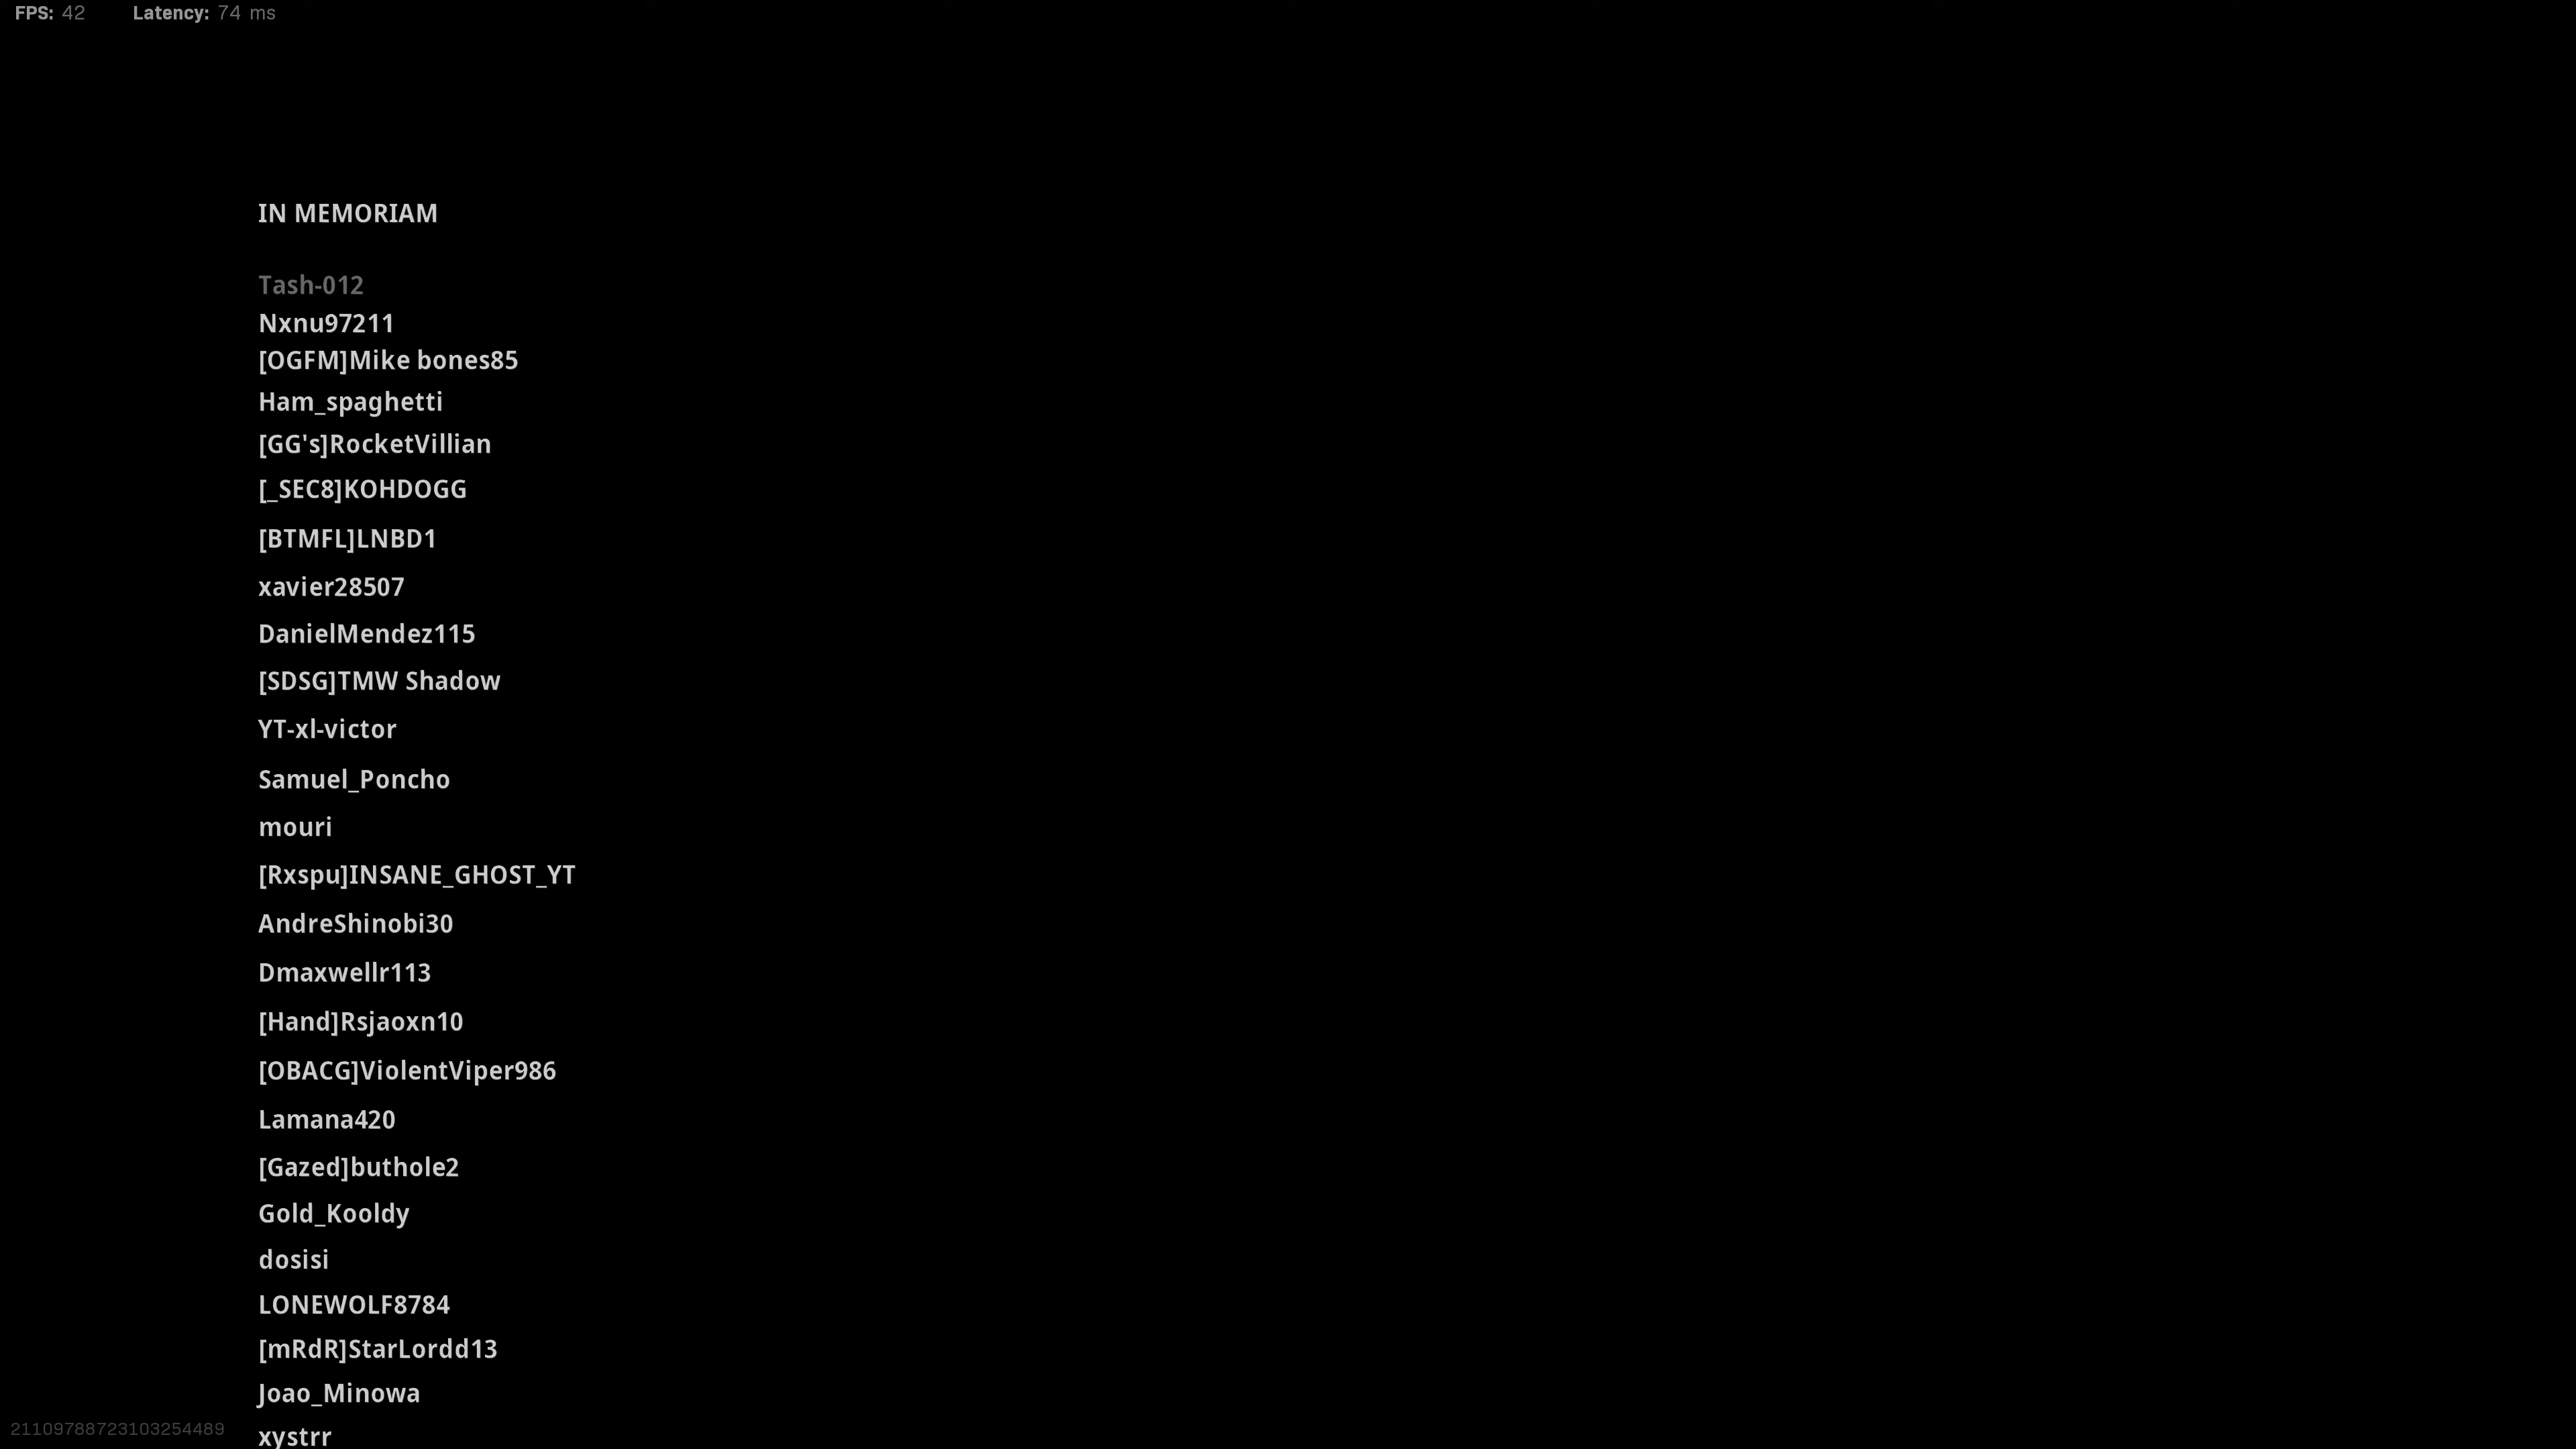 FPS: 42 Latency: 74 ms
IN MEMORIAM
Tash-012
Nxnu97211
[OGFM]Mike bones85
Ham_spaghetti
[GG's]RocketVillian
[_SEC8]KOHDOGG
[BTMFL]LNBD1
xavier28507
DanielMendez115
[SDSG]TMW Shadow
YT-xl-victor
Samuel_Poncho
mouri
[Rxspu]INSANE_GHOST_YT
AndreShinobi30
Dmaxwellr113
[Hand]Rsjaoxn10
[OBACG]ViolentViper986
Lamana420
[Gazed]buthole2
Gold_Kooldy
dosisi
LONEWOLF8784
[mRdR]StarLordd13
Joao_Minowa
21109788723103254489
xystrr